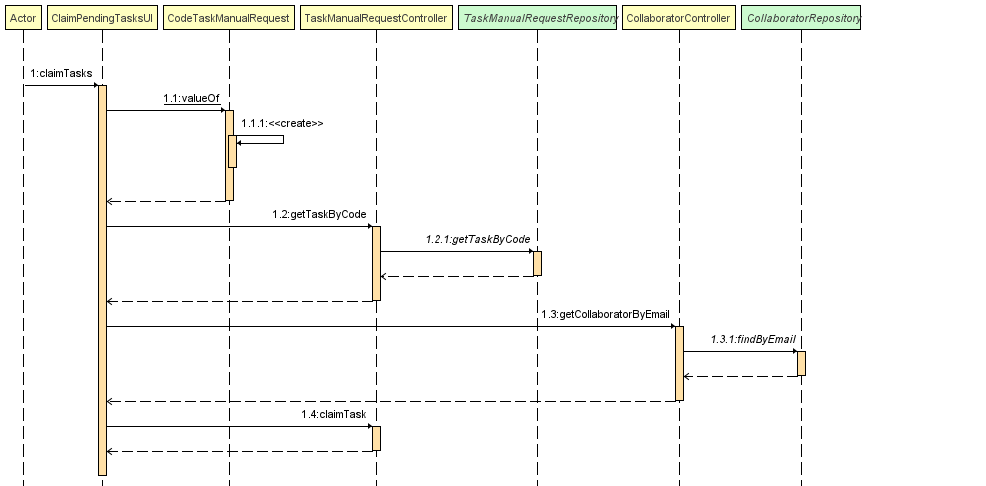 Actor
ClaimPendingTasksUI
CodeTaskManualRequest
TaskManualRequestController
TaskManualRequestRepository
CollaboratorController
CollaboratorRepository
1:claimTasks
1.1:valueOf
1.1.1:<<create>>
1.2:getTaskByCode
1.2.1:getTaskByCode
1.3:getCollaboratorByEmail
1.3.1:findByEmail
1.4:claimTask